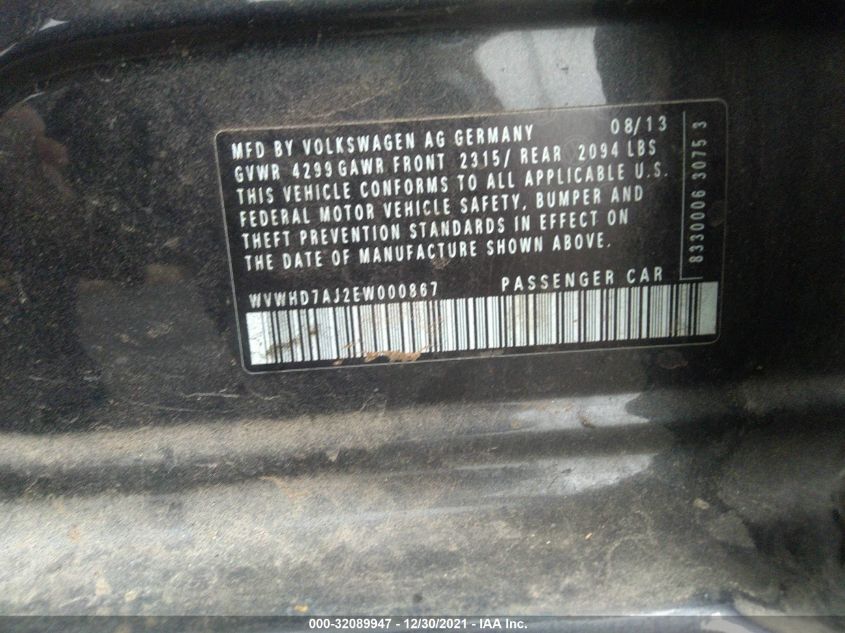 MFD BY VOLKSWAGEN AG GERMANY 08/13
GVWR 4299 GAWR FRONT 2315/ REAR 2094 LBS
THIS VEHICLE CONFORMS TO ALL APPLICABLE U.S.
FEDERAL MOTOR VEHICLE SAFETY, BUMPER AND
THEFT PREVENTION STANDARDS IN EFFECT ON
THE DATE OF MANUFACTURE SHOWN ABOVE.
WVWHD7AJ2EW000867 PASSENGER CAR
8330006 3075 3
000-32089947 - 12/30/2021 - IAA Inc.